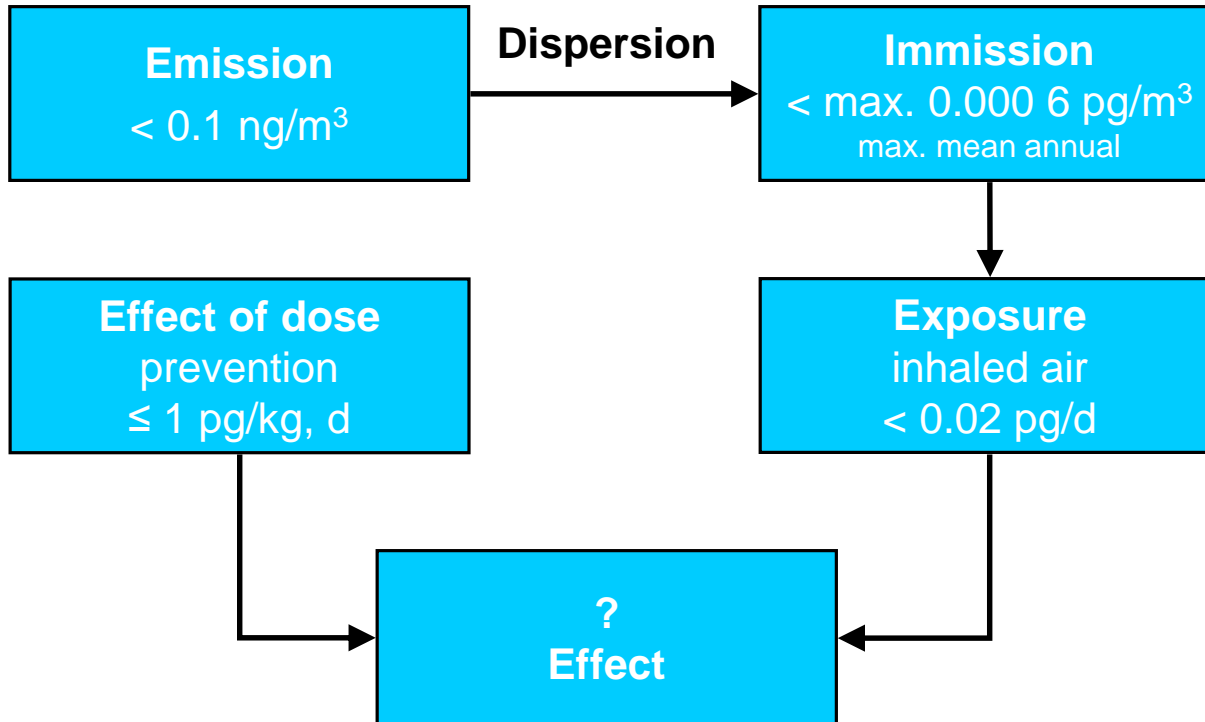 Emission
< 0.1 ng/m³
Dispersion
Immission
< max. 0.000 6 pg/m³
max. mean annual
Effect of dose
prevention
≤ 1 pg/kg, d
Exposure
inhaled air
< 0.02 pg/d
?
Effect